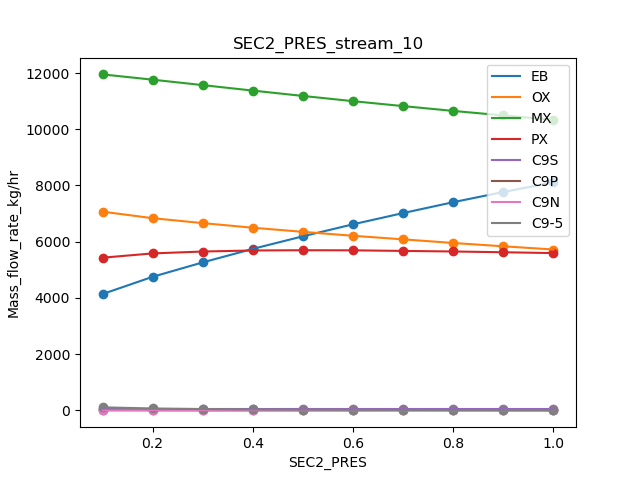 SEC2_PRES_stream_10
Mass_flow_rate_kg/hr
12000
10000
8000
6000
4000
2000
0
EB
OX
MX
PX
C9S
C9P
C9N
C9-5
0.2 0.4 0.6 0.8 1.0
SEC2_PRES